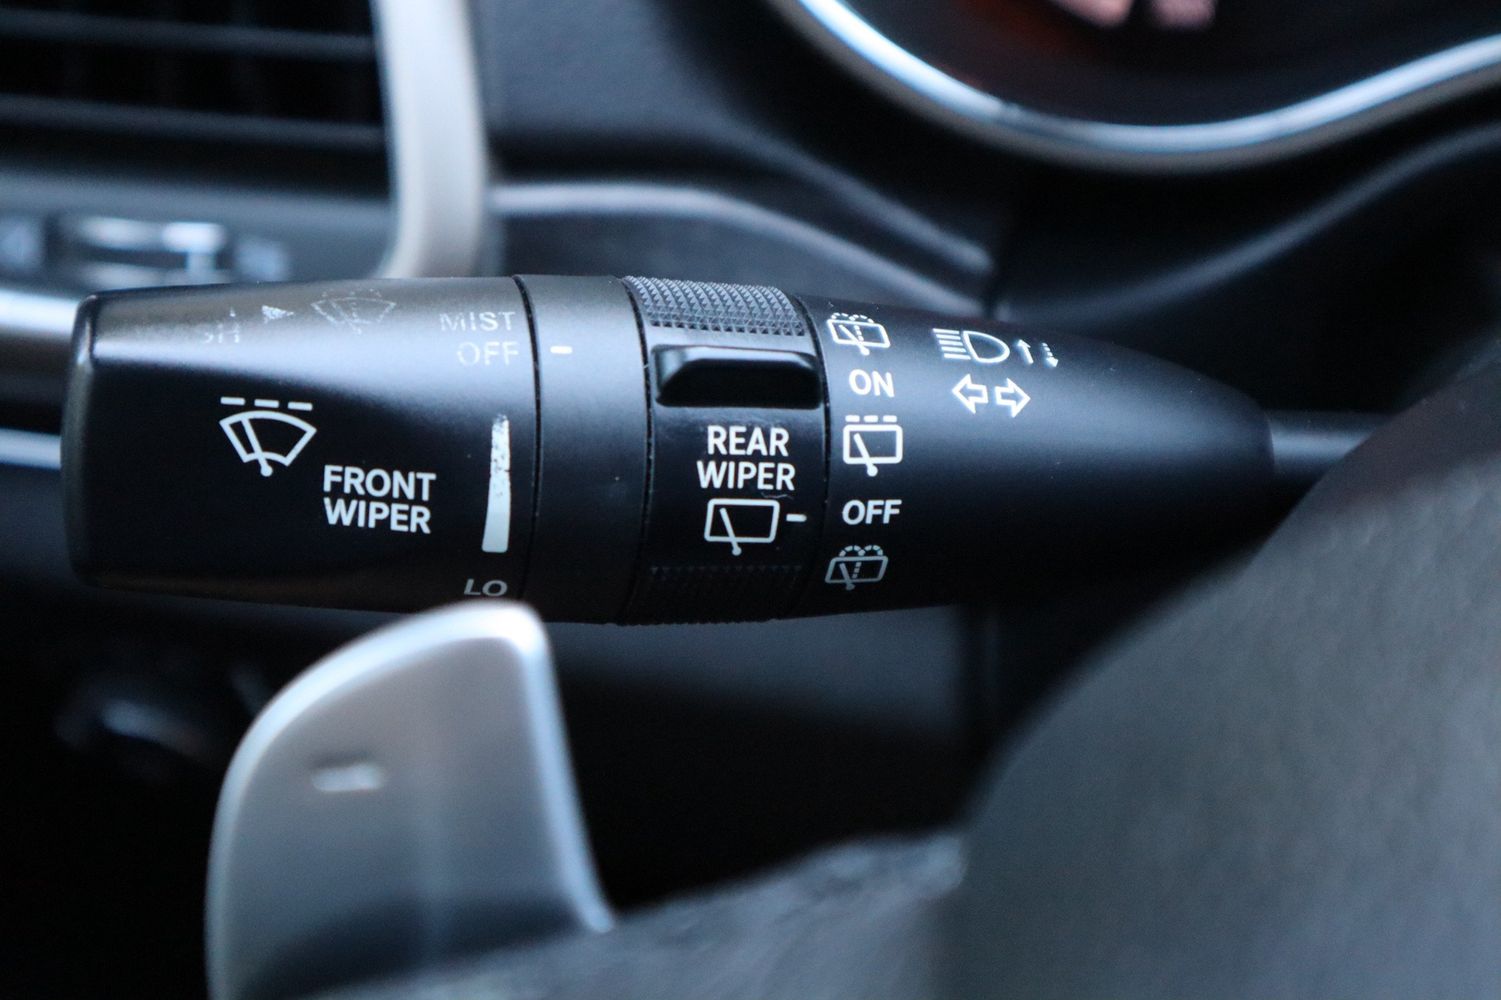 MIST
OFF
FRONT
WIPER
LO
REAR
WIPER
ON
OFF